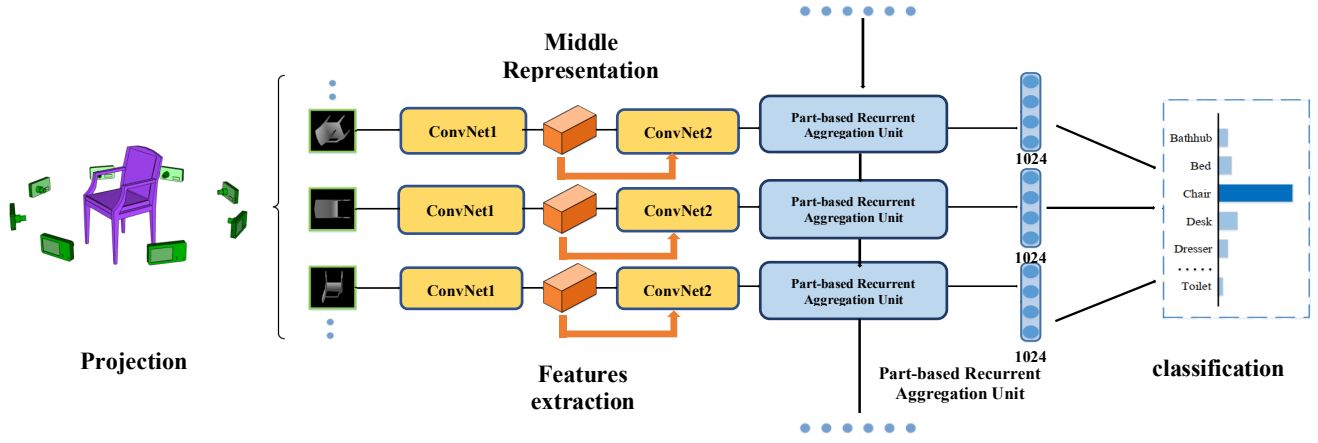 Middle
Representation
ConvNet1
ConvNet2
Part-based Recurrent
Aggregation Unit
1024
ConvNet1
ConvNet2
Part-based Recurrent
Aggregation Unit
1024
ConvNet1
ConvNet2
Part-based Recurrent
Aggregation Unit
1024
Bathhub
Bed
Chair
Desk
Dresser
.....
Toilet
Projection
Features
extraction
Part-based Recurrent
Aggregation Unit
classification